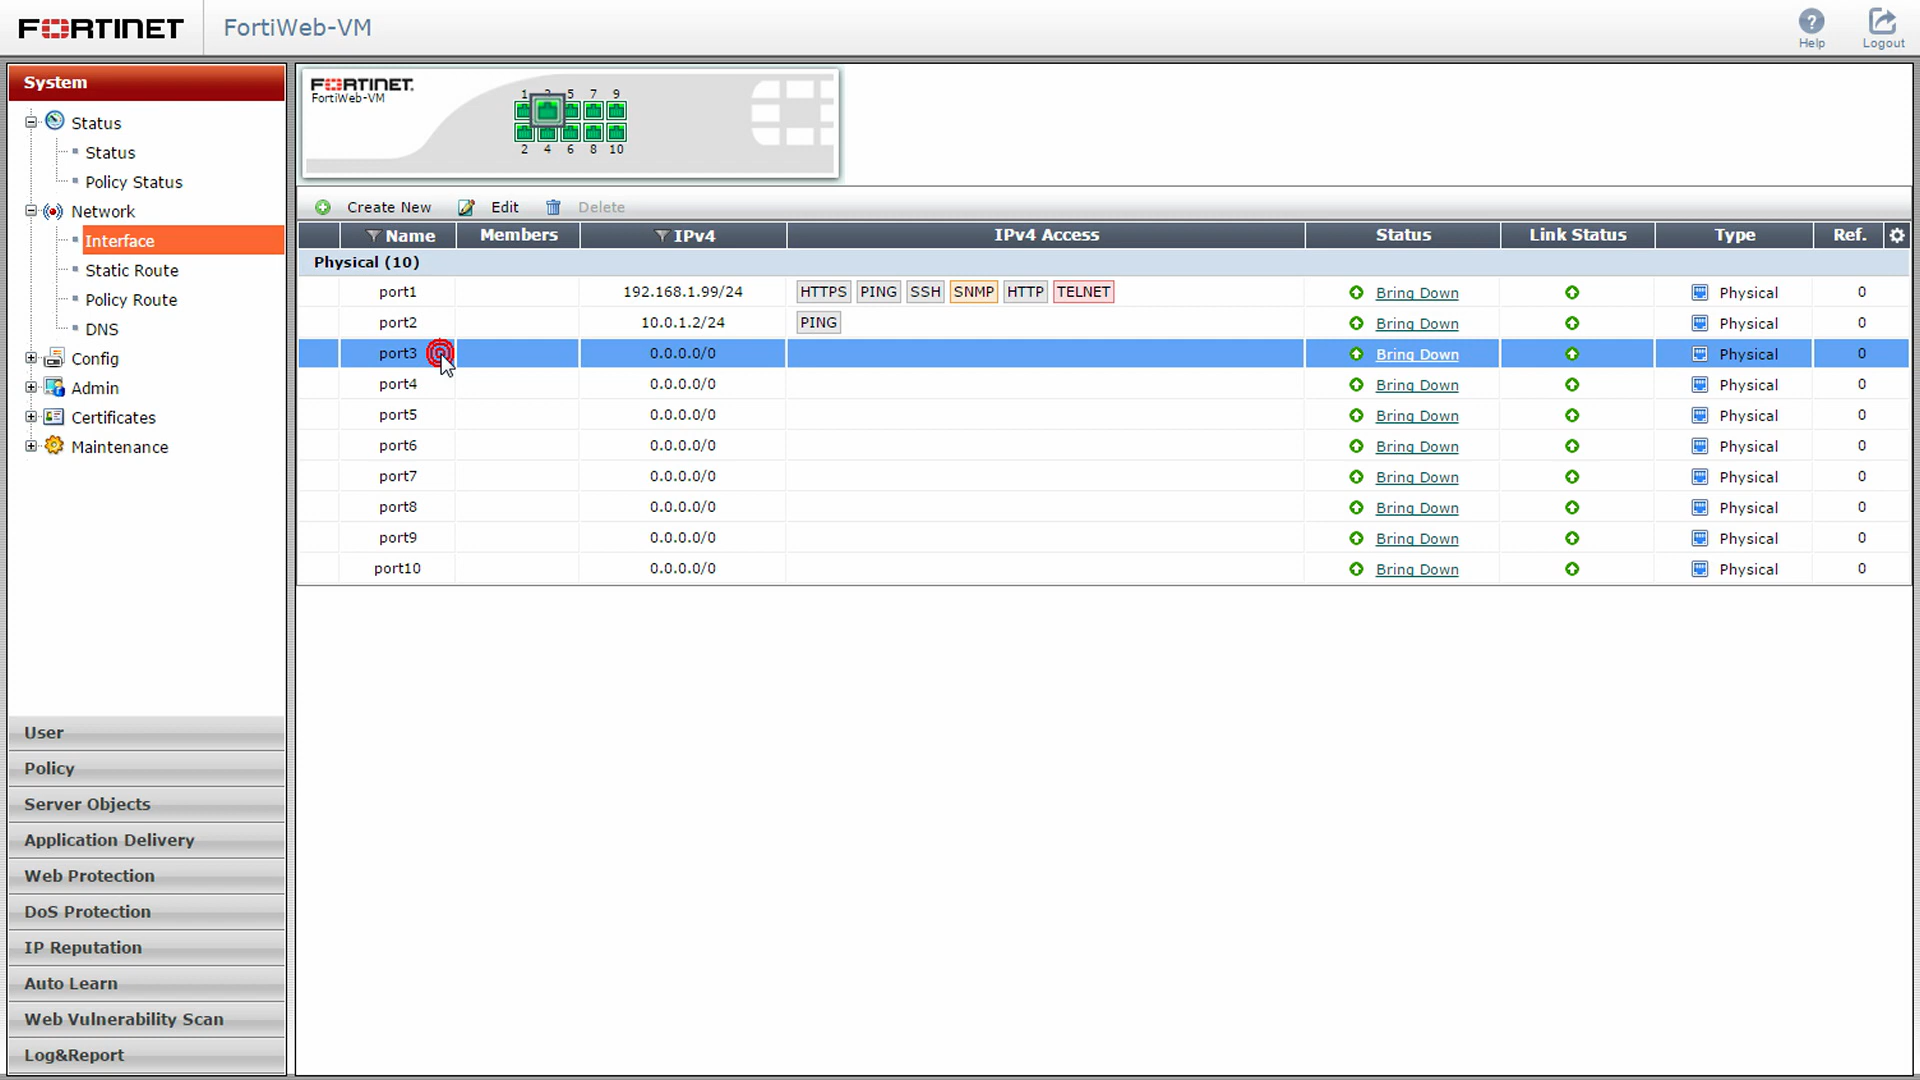 FORTINET FortiWeb-VM
Help
Logout
System
Status
Status
Policy Status
Network
Interface
Static Route
Policy Route
DNS
Config
Admin
Certificates
Maintenance
User
Policy
Server Objects
Application Delivery
Web Protection
DoS Protection
IP Reputation
Auto Learn
Web Vulnerability Scan
Log&Report
FORTINET.
FortiWeb-VM
1 3 5 7 9
2 4 6 8 10
Create New Edit Delete
Name Members IPv4 IPv4 Access Status Link Status Type Ref.
Physical (10)
port1 192.168.1.99/24 HTTPS PING SSH SNMP HTTP TELNET Bring Down Physical 0
port2 10.0.1.2/24 PING Bring Down Physical 0
port3 0.0.0.0/0 Bring Down Physical 0
port4 0.0.0.0/0 Bring Down Physical 0
port5 0.0.0.0/0 Bring Down Physical 0
port6 0.0.0.0/0 Bring Down Physical 0
port7 0.0.0.0/0 Bring Down Physical 0
port8 0.0.0.0/0 Bring Down Physical 0
port9 0.0.0.0/0 Bring Down Physical 0
port10 0.0.0.0/0 Bring Down Physical 0